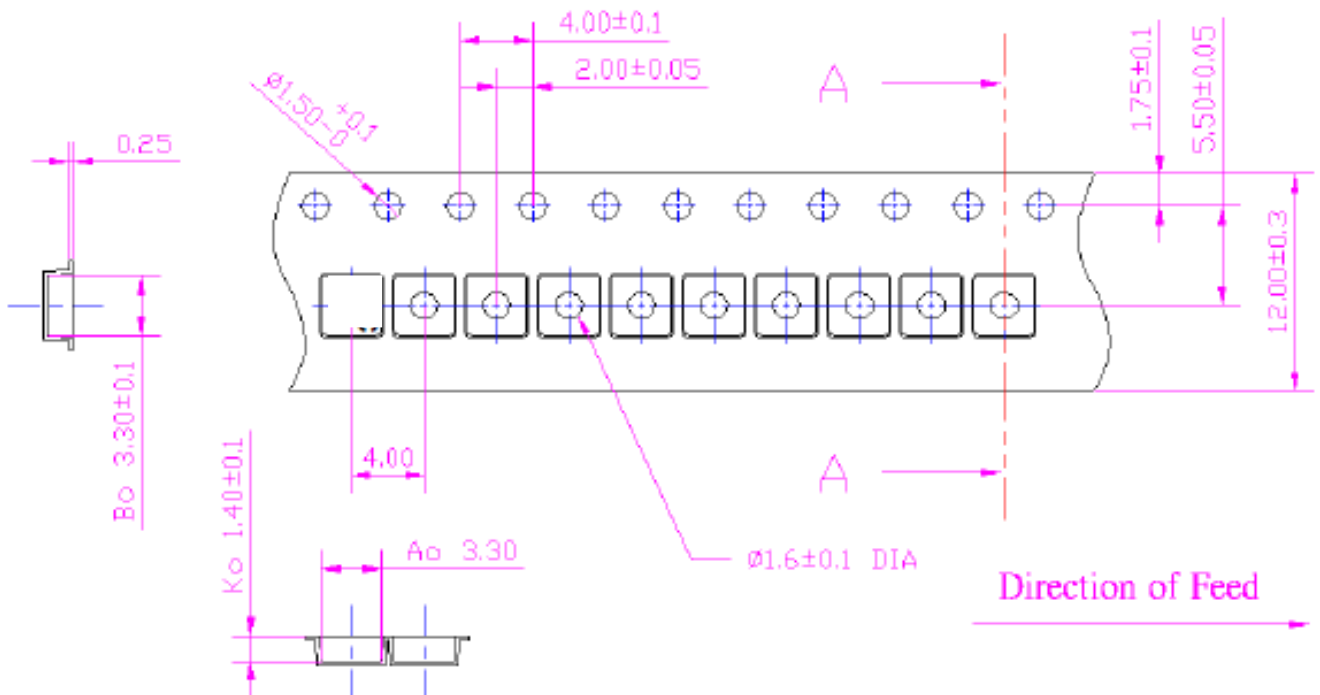 4.00±0.1
2.00±0.05
Ø1.50 +0.1
-0
0.25
A
1.75±0.1
5.50±0.05
12.00±0.3
Bo 3.30±0.1
4.00
A
Ko 1.40±0.1
Ao 3.30
Ø1.6±0.1 DIA
Direction of Feed